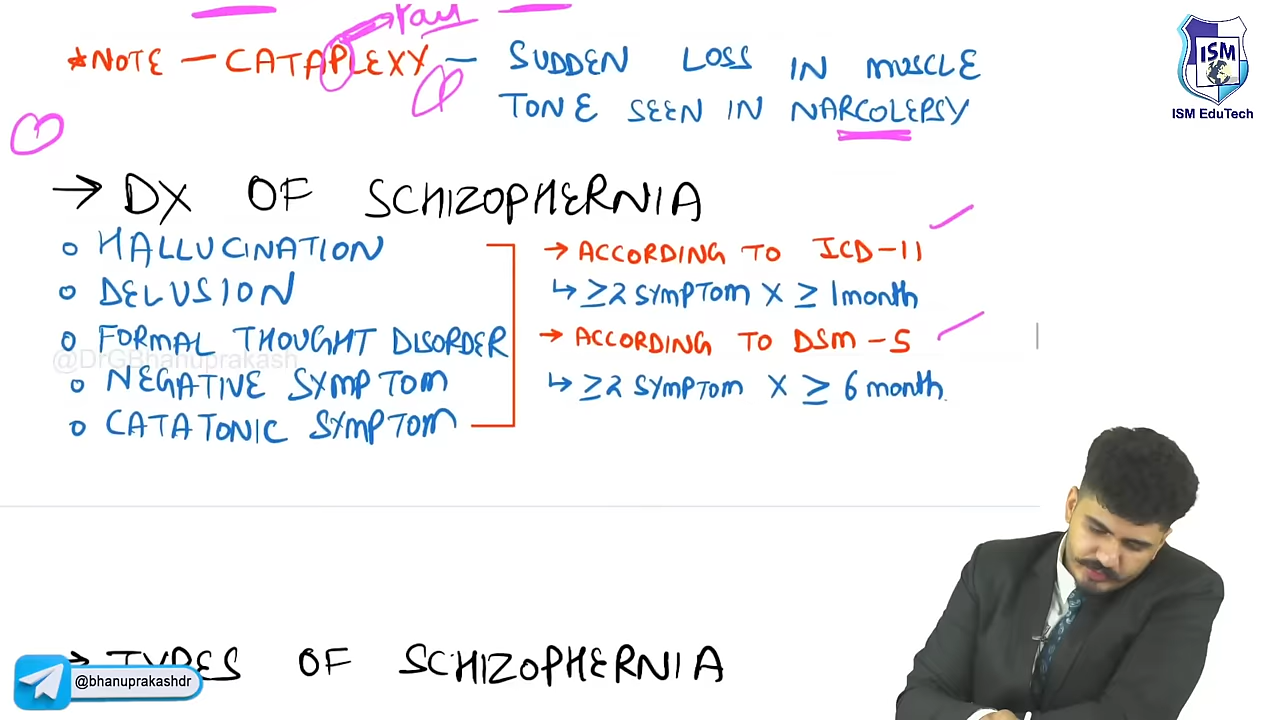 Par
*NOTE - CATAPLEXY - SUDDEN LOSS IN MUSCLE
TONE SEEN IN NARCOLEPSY
ISM
ISM EduTech
→ DX OF SCHIZOPHERNIA
o HALLUCINATION
o DELUSION
o FORMAL THOUGHT DISORDER
@DrGBhanuprakash
o NEGATIVE SYMPTOM
o CATATONIC SYMPTOM
→ ACCORDING TO ICD-11
↳ ≥2 SYMPTOM X ≥ 1month
→ ACCORDING TO DSM-5
↳ ≥2 SYMPTOM X ≥ 6 month.
→ TYPES OF SCHIZOPHERNIA
@bhanuprakashdr